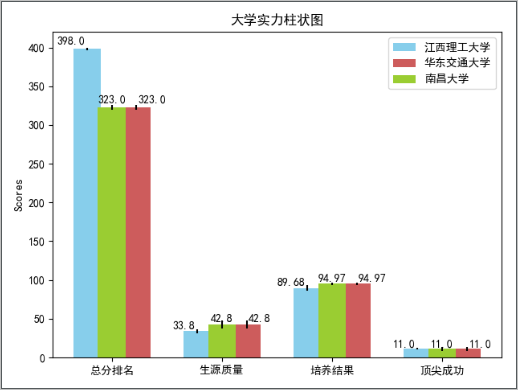 大学实力柱状图
江西理工大学
华东交通大学
南昌大学
Scores
400
350
300
250
200
150
100
50
0
398.0
323.0 323.0
33.8 42.8 42.8
89.68 94.97 94.97
11.0 11.0 11.0
总分排名 生源质量 培养结果 顶尖成功